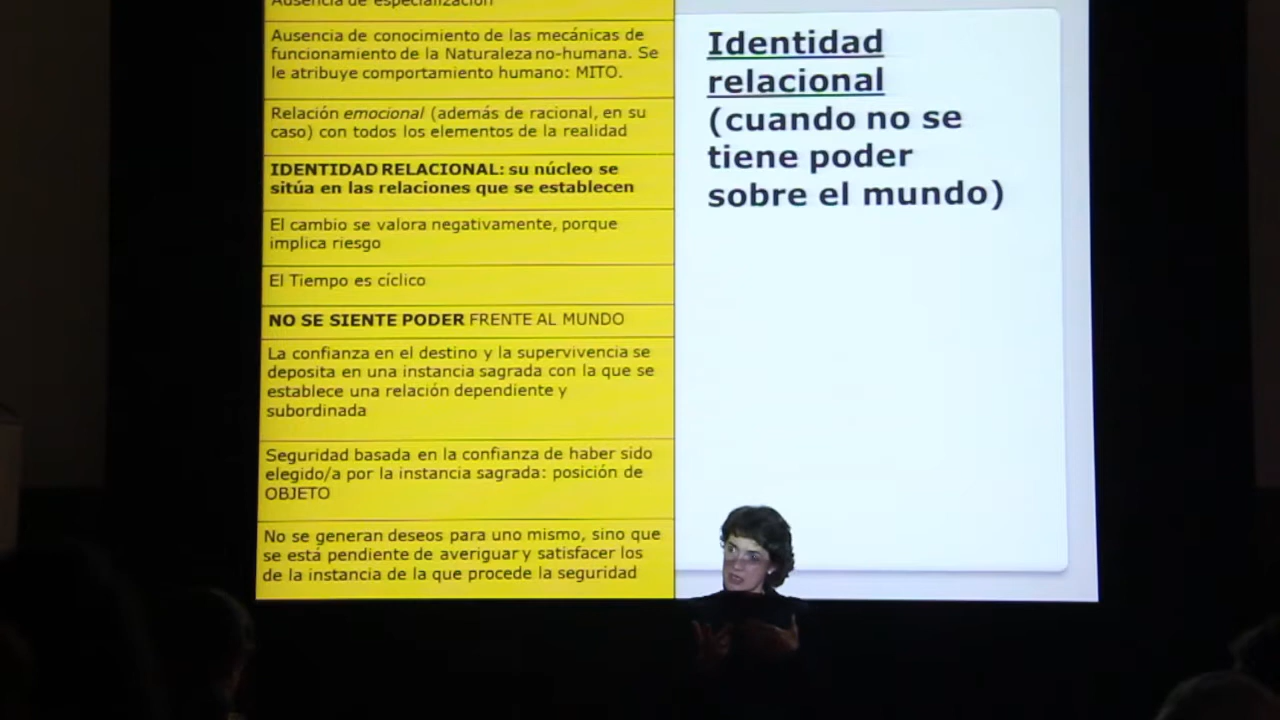 Ausencia de especialización
Ausencia de conocimiento de las mecánicas de
funcionamiento de la Naturaleza no-humana. Se
le atribuye comportamiento humano: MITO.
Relación emocional (además de racional, en su
caso) con todos los elementos de la realidad
IDENTIDAD RELACIONAL: su núcleo se
sitúa en las relaciones que se establecen
El cambio se valora negativamente, porque
implica riesgo
El Tiempo es cíclico
NO SE SIENTE PODER FRENTE AL MUNDO
La confianza en el destino y la supervivencia se
deposita en una instancia sagrada con la que se
establece una relación dependiente y
subordinada
Seguridad basada en la confianza de haber sido
elegido/a por la instancia sagrada: posición de
OBJETO
No se generan deseos para uno mismo, sino que
se está pendiente de averiguar y satisfacer los
de la instancia de la que procede la seguridad
Identidad
relacional
(cuando no se
tiene poder
sobre el mundo)